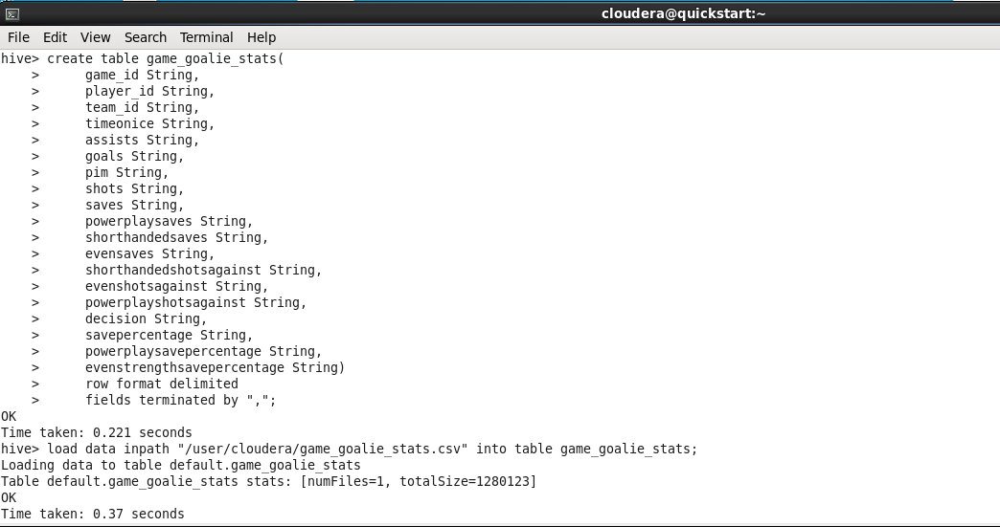 cloudera@quickstart:~
File Edit View Search Terminal Help
hive> create table game_goalie_stats(
    >      game_id String,
    >      player_id String,
    >      team_id String,
    >      timeonice String,
    >      assists String,
    >      goals String,
    >      pim String,
    >      shots String,
    >      saves String,
    >      powerplaysaves String,
    >      shorthandedsaves String,
    >      evensaves String,
    >      shorthandedshotsagainst String,
    >      evenshotsagainst String,
    >      powerplayshotsagainst String,
    >      decision String,
    >      savepercentage String,
    >      powerplaysavepercentage String,
    >      evenstrengthsavepercentage String)
    >      row format delimited
    >      fields terminated by ",";
OK
Time taken: 0.221 seconds
hive> load data inpath "/user/cloudera/game_goalie_stats.csv" into table game_goalie_stats;
Loading data to table default.game_goalie_stats
Table default.game_goalie_stats stats: [numFiles=1, totalSize=1280123]
OK
Time taken: 0.37 seconds